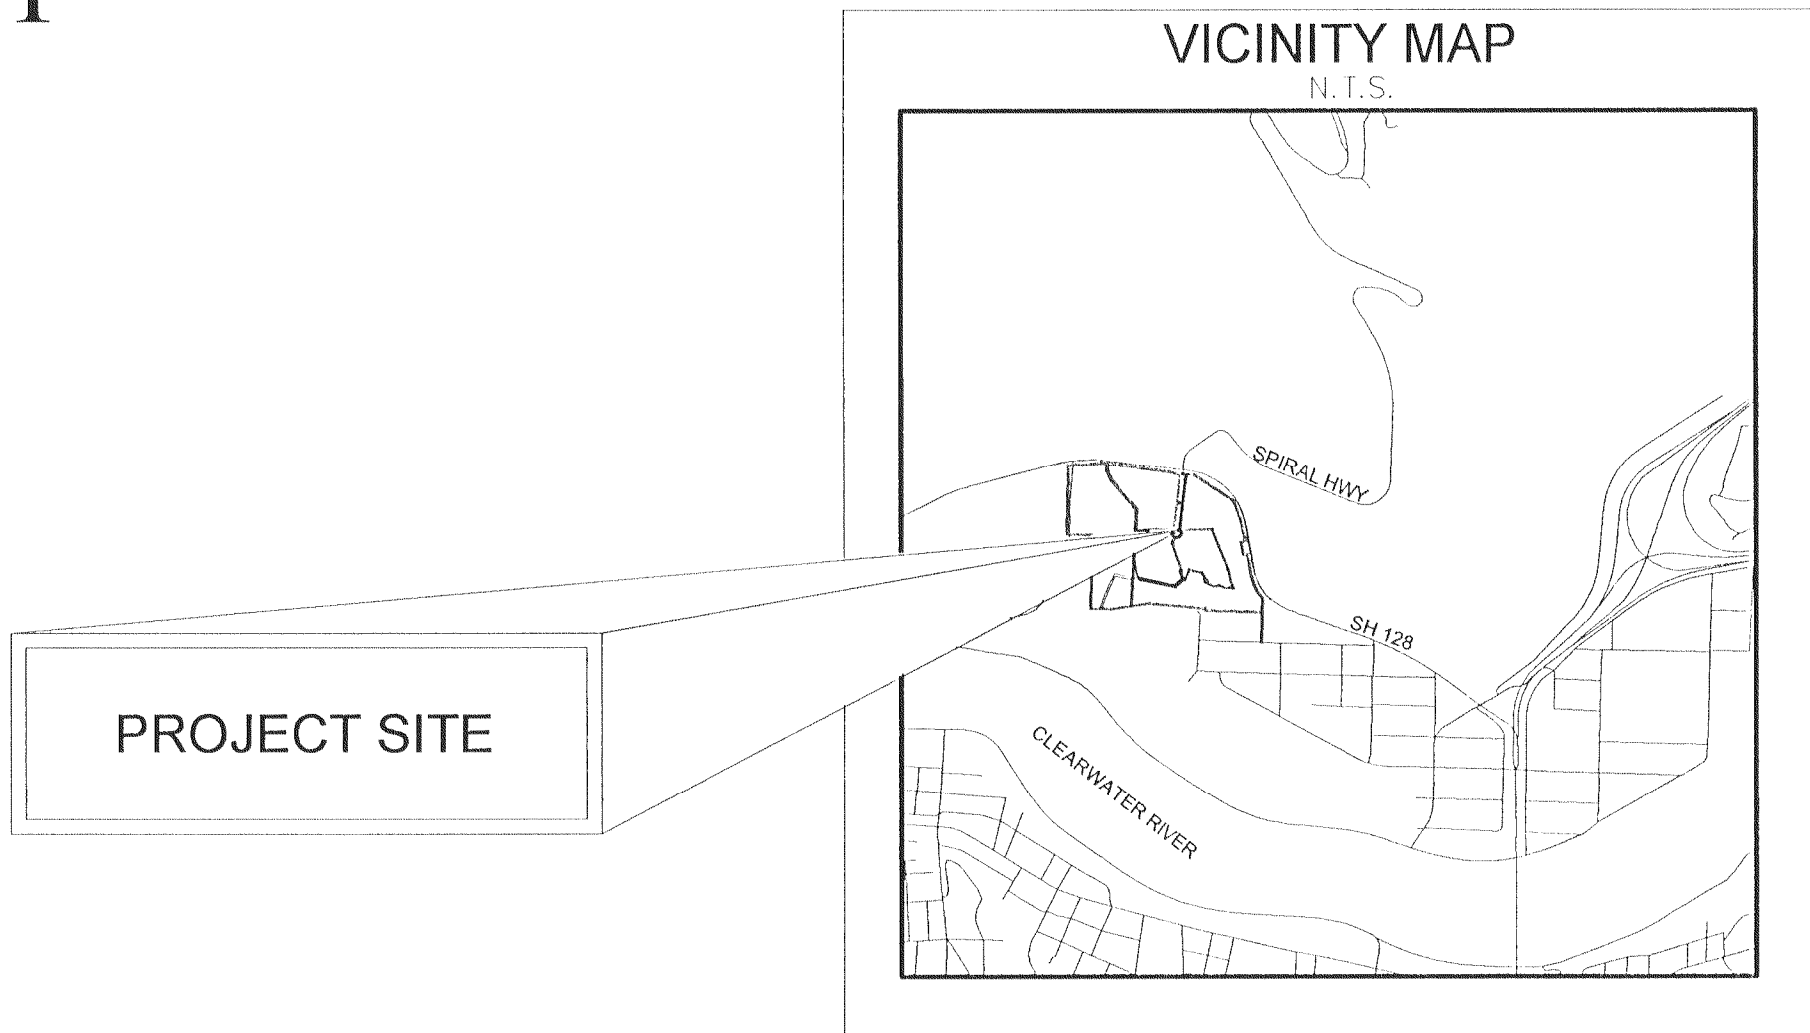 VICINITY MAP
N.T.S.
SPIRAL HWY
SH 128
PROJECT SITE
CLEARWATER RIVER